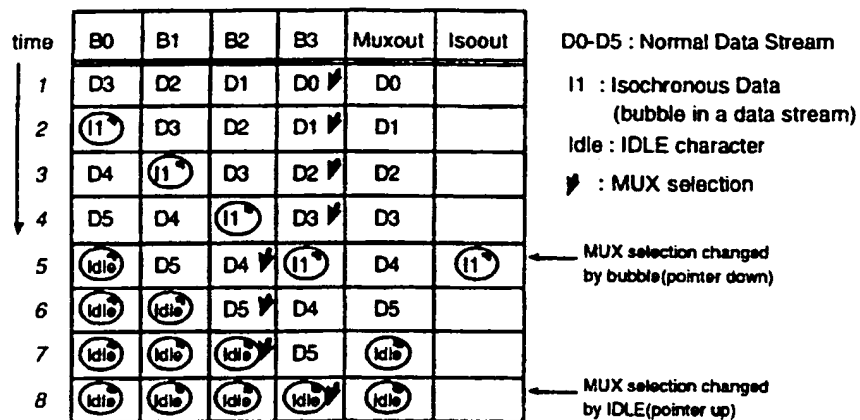 time B0 B1 B2 B3 Muxout Isoout
1 D3 D2 D1 D0 D0
2 I1 D3 D2 D1 D1
3 D4 I1 D3 D2 D2
4 D5 D4 I1 D3 D3
5 Idle D5 D4 I1 D4 I1
6 Idle Idle D5 D4 D5
7 Idle Idle Idle D5 Idle
8 Idle Idle Idle Idle Idle
D0-D5 : Normal Data Stream
I1 : Isochronous Data
(bubble in a data stream)
Idle : IDLE character
: MUX selection
MUX selection changed
by bubble(pointer down)
MUX selection changed
by IDLE(pointer up)